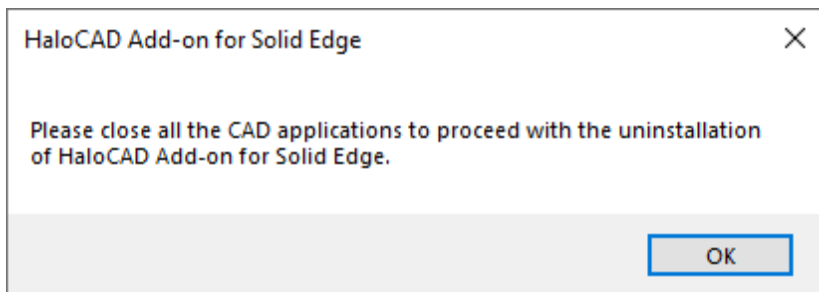 HaloCAD Add-on for Solid Edge
Please close all the CAD applications to proceed with the uninstallation
of HaloCAD Add-on for Solid Edge.
OK